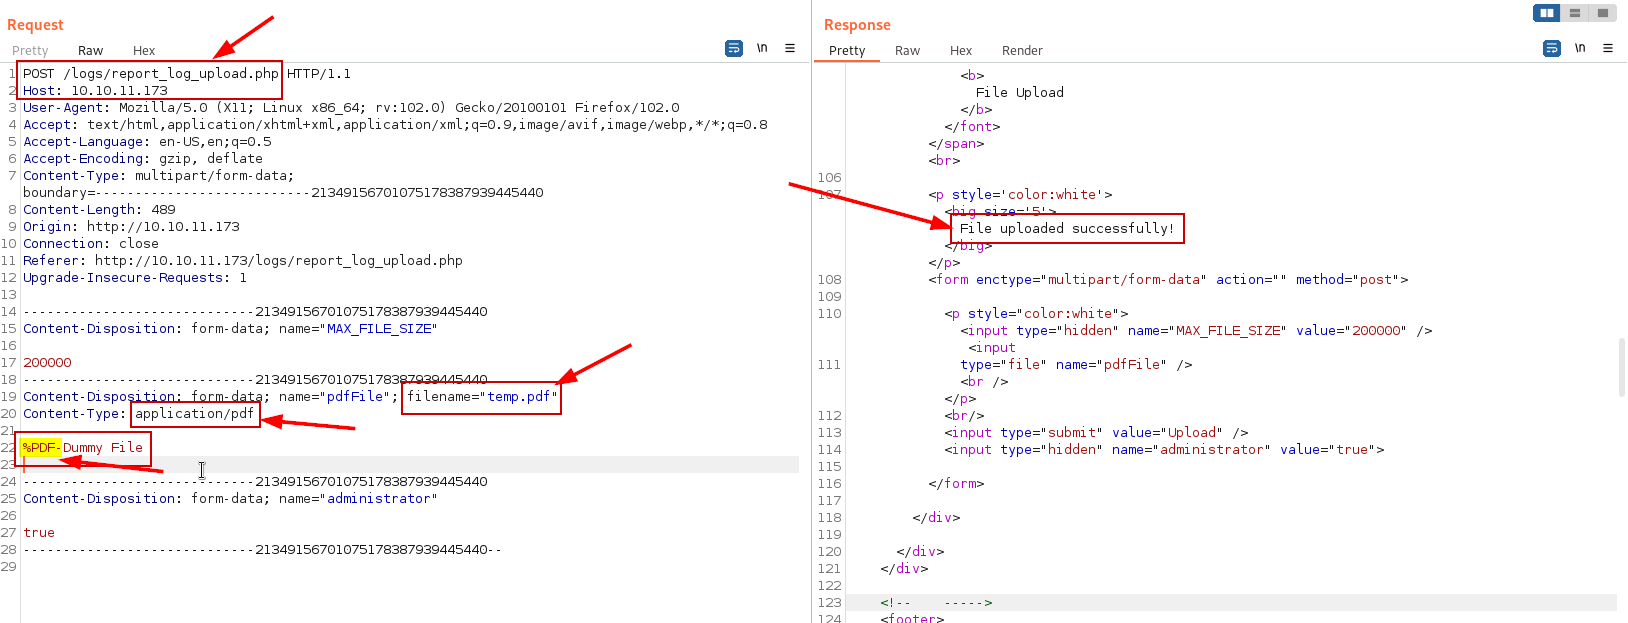 Request
Pretty Raw Hex
\n
1 POST /logs/report_log_upload.php HTTP/1.1
2 Host: 10.10.11.173
3 User-Agent: Mozilla/5.0 (X11; Linux x86_64; rv:102.0) Gecko/20100101 Firefox/102.0
4 Accept: text/html,application/xhtml+xml,application/xml;q=0.9,image/avif,image/webp,*/*;q=0.8
5 Accept-Language: en-US,en;q=0.5
6 Accept-Encoding: gzip, deflate
7 Content-Type: multipart/form-data;
boundary=---------------------------21349156701075178387939445440
8 Content-Length: 489
9 Origin: http://10.10.11.173
10 Connection: close
11 Referer: http://10.10.11.173/logs/report_log_upload.php
12 Upgrade-Insecure-Requests: 1
13
14 -----------------------------21349156701075178387939445440
15 Content-Disposition: form-data; name="MAX_FILE_SIZE"
16
17 200000
18 -----------------------------21349156701075178387939445440
19 Content-Disposition: form-data; name="pdfFile"; filename="temp.pdf"
20 Content-Type: application/pdf
21
22 %PDF-Dummy File
23
24 -----------------------------21349156701075178387939445440
25 Content-Disposition: form-data; name="administrator"
26
27 true
28 -----------------------------21349156701075178387939445440--
29
Response
Pretty Raw Hex Render
\n
<b>
File Upload
</b>
</font>
</span>
<br>
106
107 <p style='color:white'>
<big size='5'>
File uploaded successfully!
</big>
</p>
108 <form enctype="multipart/form-data" action="" method="post">
109
110 <p style="color:white">
<input type="hidden" name="MAX_FILE_SIZE" value="200000" />
<input
111 type="file" name="pdfFile" />
<br />
</p>
112 <br/>
113 <input type="submit" value="Upload" />
114 <input type="hidden" name="administrator" value="true">
115
116 </form>
117
118 </div>
119
120 </div>
121 </div>
122
123 <!-- ----->
124 <footer>